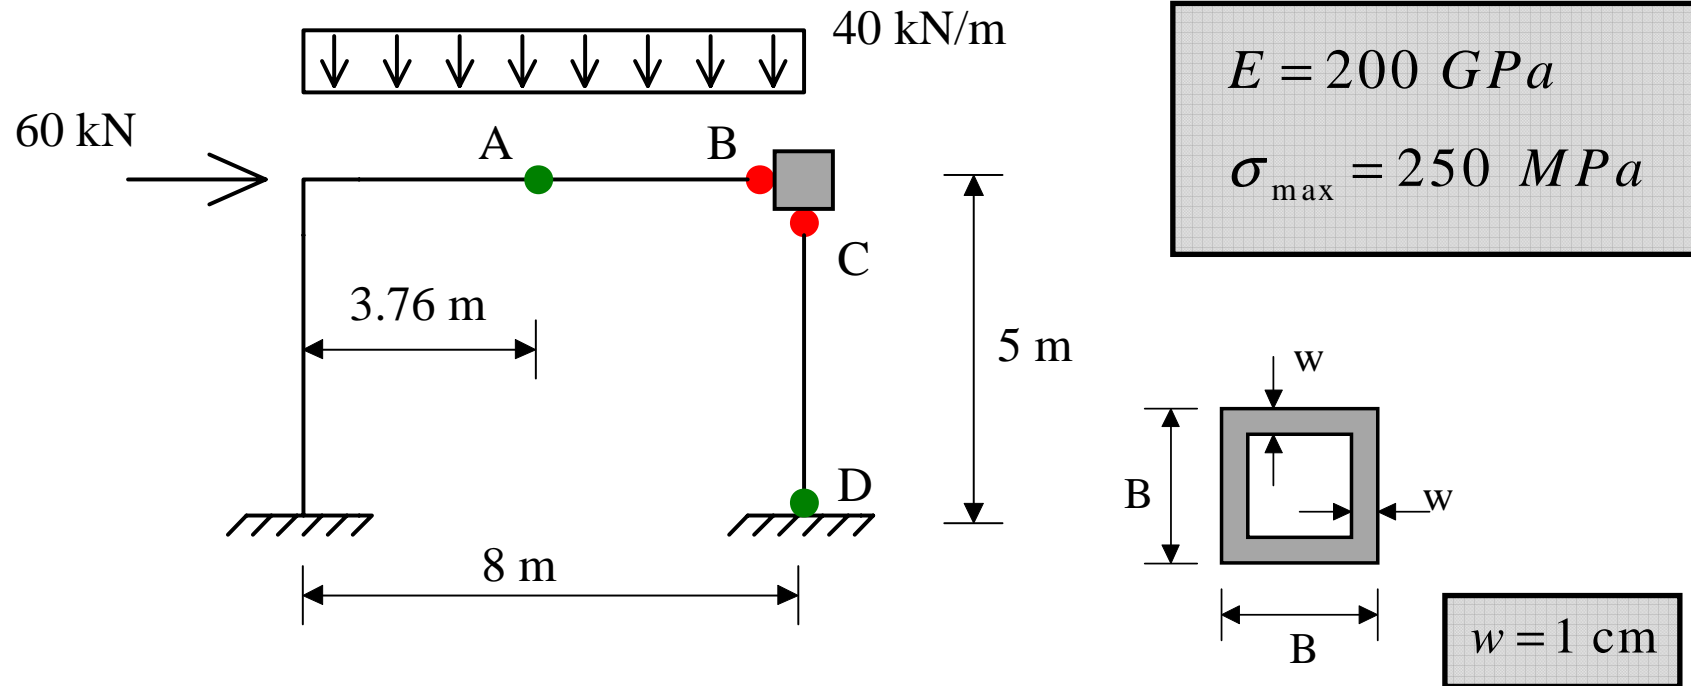 40 kN/m
E = 200 GPa
60 kN
A
B
σmax = 250 MPa
C
3.76 m
5 m
w
D
B
w
8 m
B
w = 1 cm